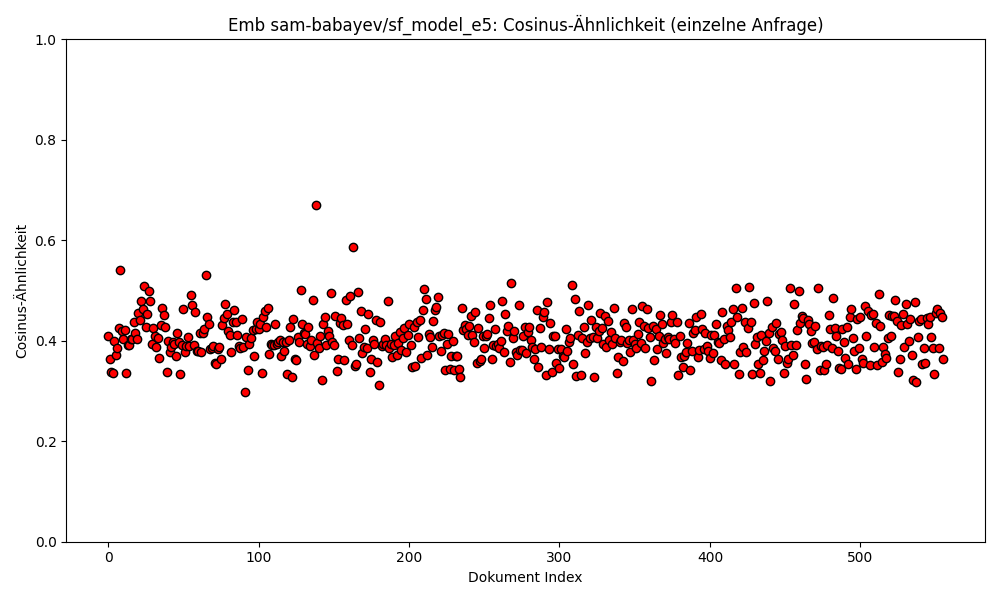 Emb sam-babayev/sf_model_e5: Cosinus-Ähnlichkeit (einzelne Anfrage)
1.0
0.8
0.6
0.4
0.2
0.0
Cosinus-Ähnlichkeit
0 100 200 300 400 500
Dokument Index